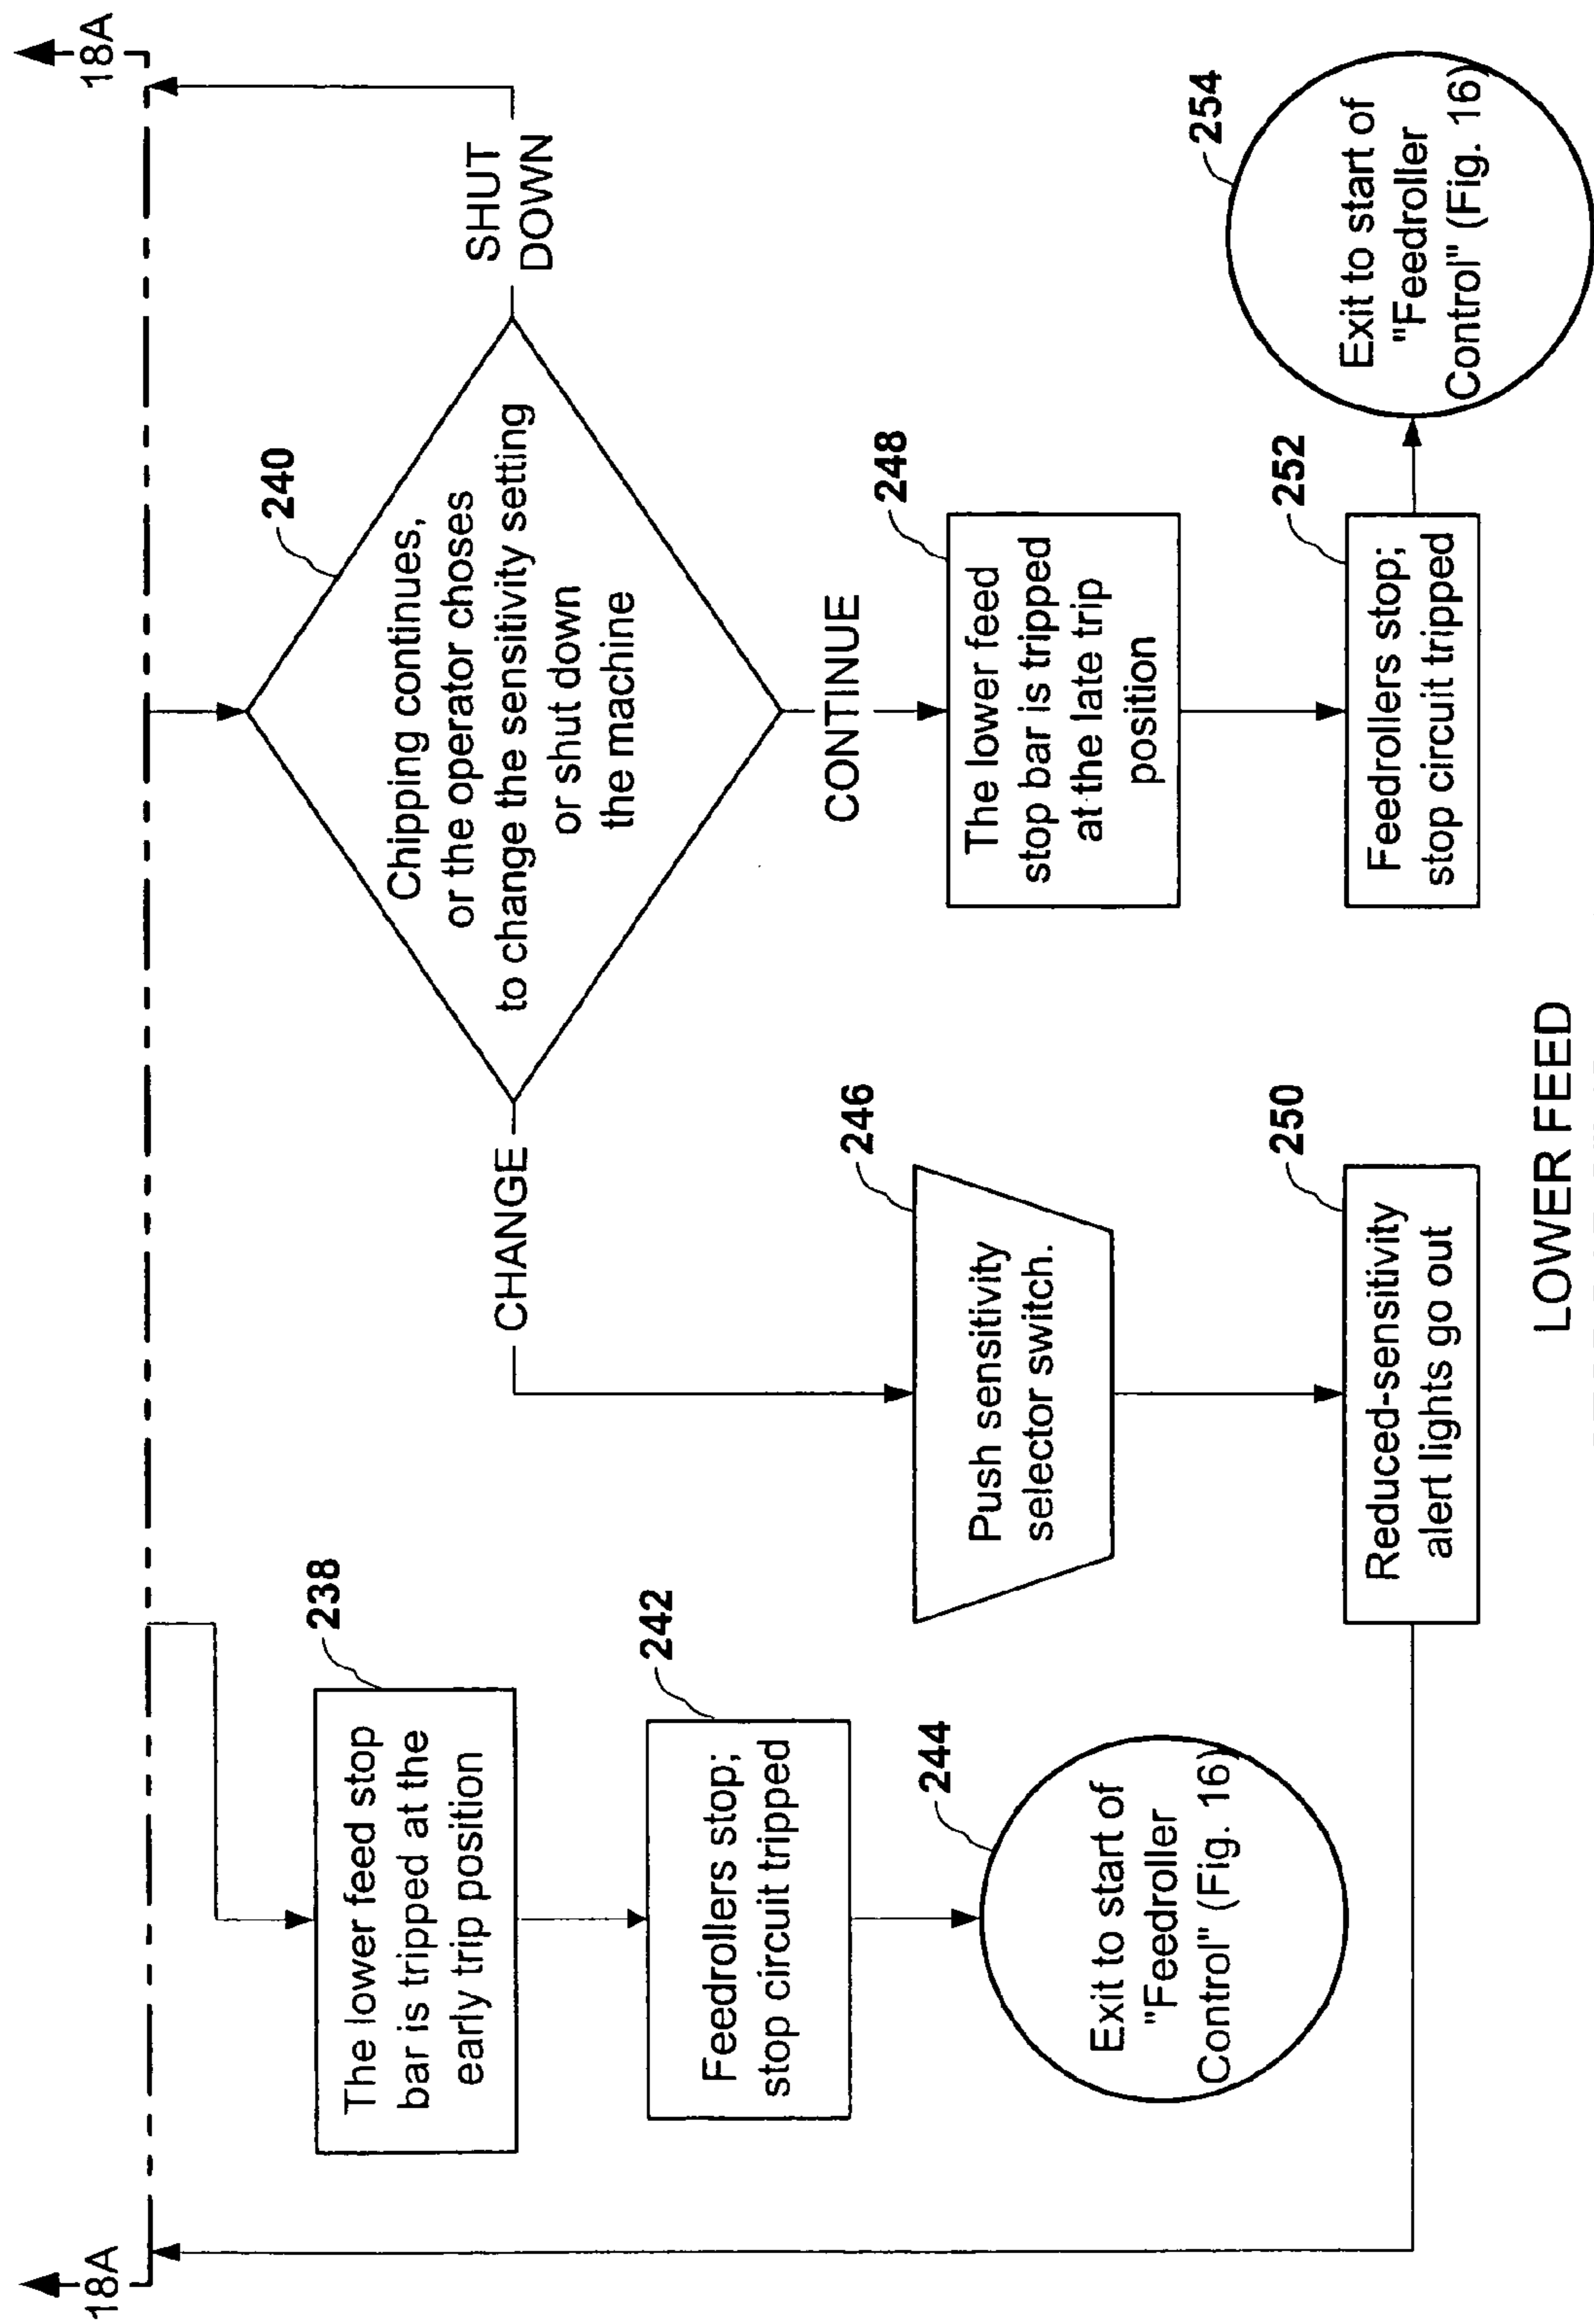 18A
18A
238
The lower feed stop
bar is tripped at the
early trip position
242
Feedrollers stop;
stop circuit tripped
244
Exit to start of
"Feedroller
Control" (Fig. 16)
240
Chipping continues,
or the operator choses
to change the sensitivity setting
or shut down
the machine
CHANGE
SHUT
DOWN
CONTINUE
246
Push sensitivity
selector switch.
250
Reduced-sensitivity
alert lights go out
248
The lower feed
stop bar is tripped
at the late trip
position
252
Feedrollers stop;
stop circuit tripped
254
Exit to start of
"Feedroller
Control" (Fig. 16)
LOWER FEED